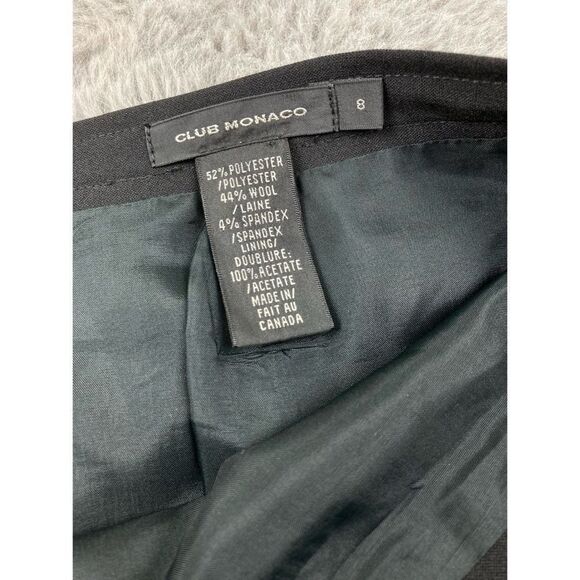 CLUB MONACO
8
52% POLYESTER
/POLYESTER
44% WOOL
/LAINE
4% SPANDEX
/SPANDEX
LINING/
DOUBLURE:
100% ACETATE
/ACETATE
MADE IN/
FAIT AU
CANADA